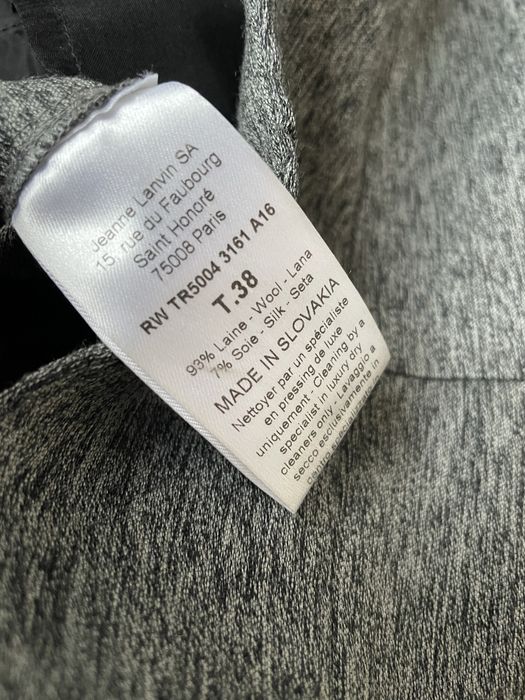 Jeanne Lanvin SA
15, rue du Faubourg
Saint Honoré
75008 Paris
RW TR5004 3161 A16
T.38
93% Laine - Wool - Lana
7% Soie - Silk - Seta
MADE IN SLOVAKIA
Nettoyer par un spécialiste
en pressing de luxe
uniquement - Cleaning by a
specialist in luxury dry
cleaners only - Lavaggio a
secco esclusivamente in